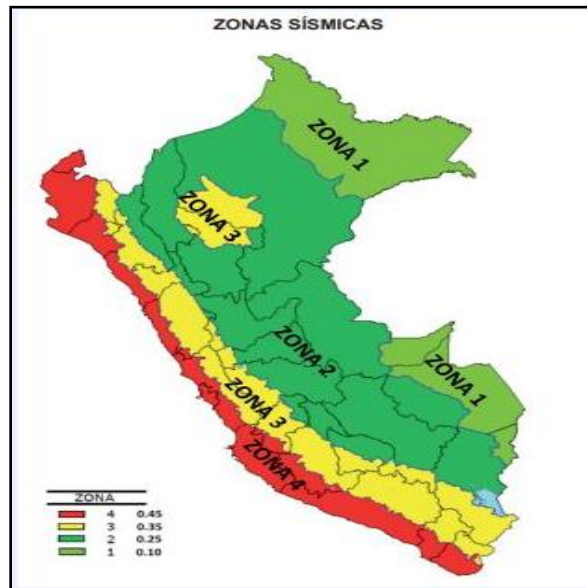 ZONAS SÍSMICAS
ZONA 1
ZONA 3
ZONA 2
ZONA 1
ZONA 3
ZONA 4
ZONA
4 0.45
3 0.35
2 0.25
1 0.10